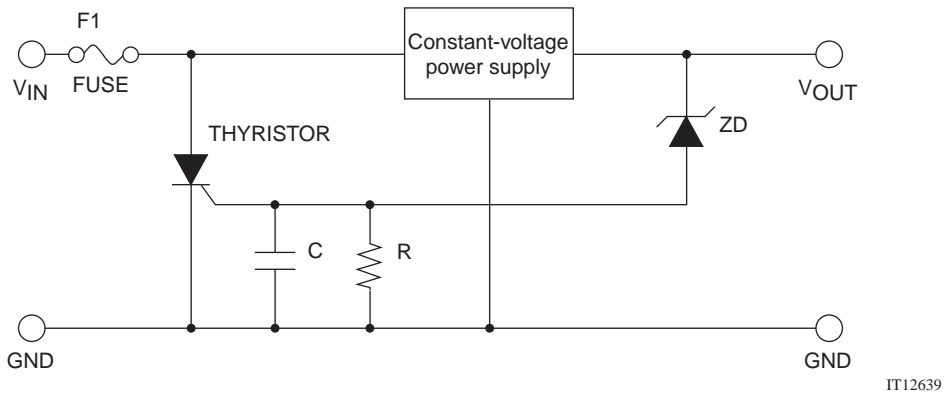 F1
Constant-voltage
power supply
VIN
FUSE
VOUT
THYRISTOR
ZD
C
R
GND
GND
IT12639